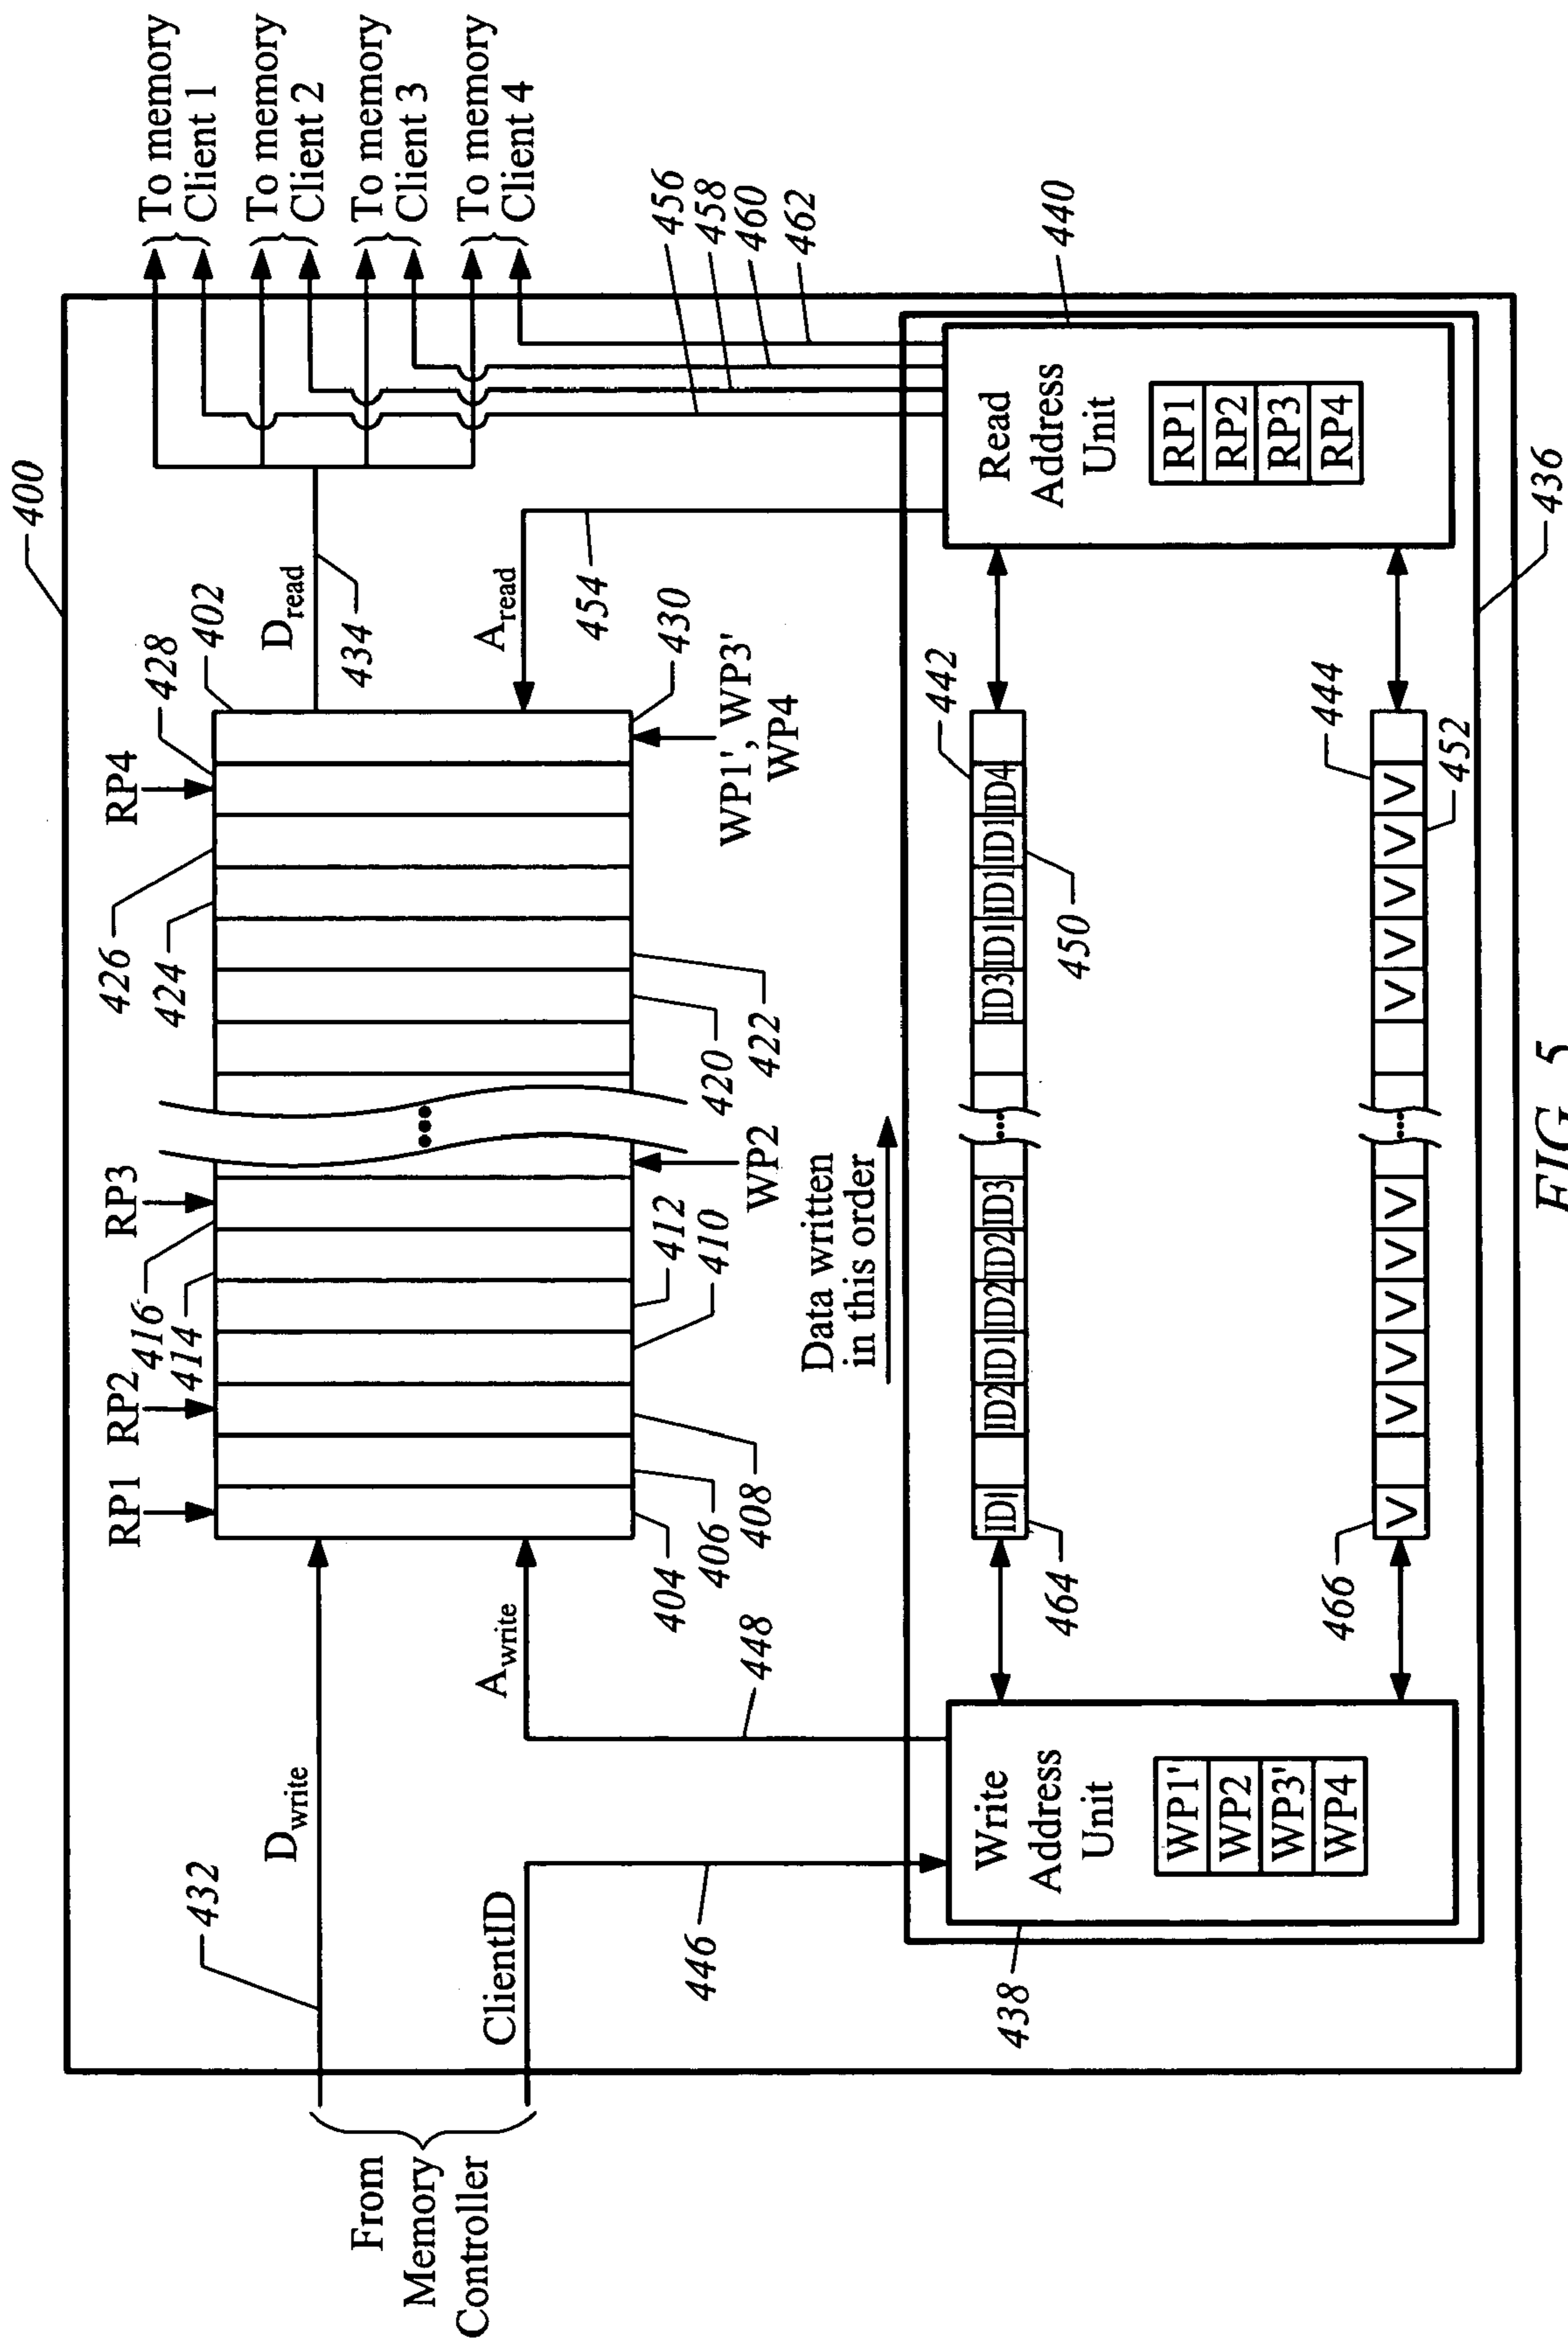 400
RP1
RP2
414
416
RP3
424
426
RP4
428
402
To memory
Client 1
To memory
Client 2
To memory
Client 3
To memory
Client 4
432
Dwrite
Dread
434
From
Memory
Controller
ClientID
Awrite
Aread
454
404
406
408
410
412
WP2
420
422
430
WP1', WP3'
WP4
456
458
460
462
446
448
Data written
in this order
440
438
Write
Address
Unit
WP1'
WP2
WP3'
WP4
464
ID1
ID2
ID1
ID2
ID2
ID3
...
ID3
ID1
ID1
ID1
ID4
442
450
Read
Address
Unit
RP1
RP2
RP3
RP4
466
V
V
V
V
V
V
...
V
V
V
V
V
444
452
436
FIG. 5